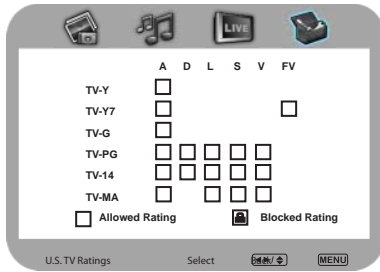 LIVE
A D L S V FV
TV-Y
TV-Y7
TV-G
TV-PG
TV-14
TV-MA
Allowed Rating Blocked Rating
U.S. TV Ratings Select MENU